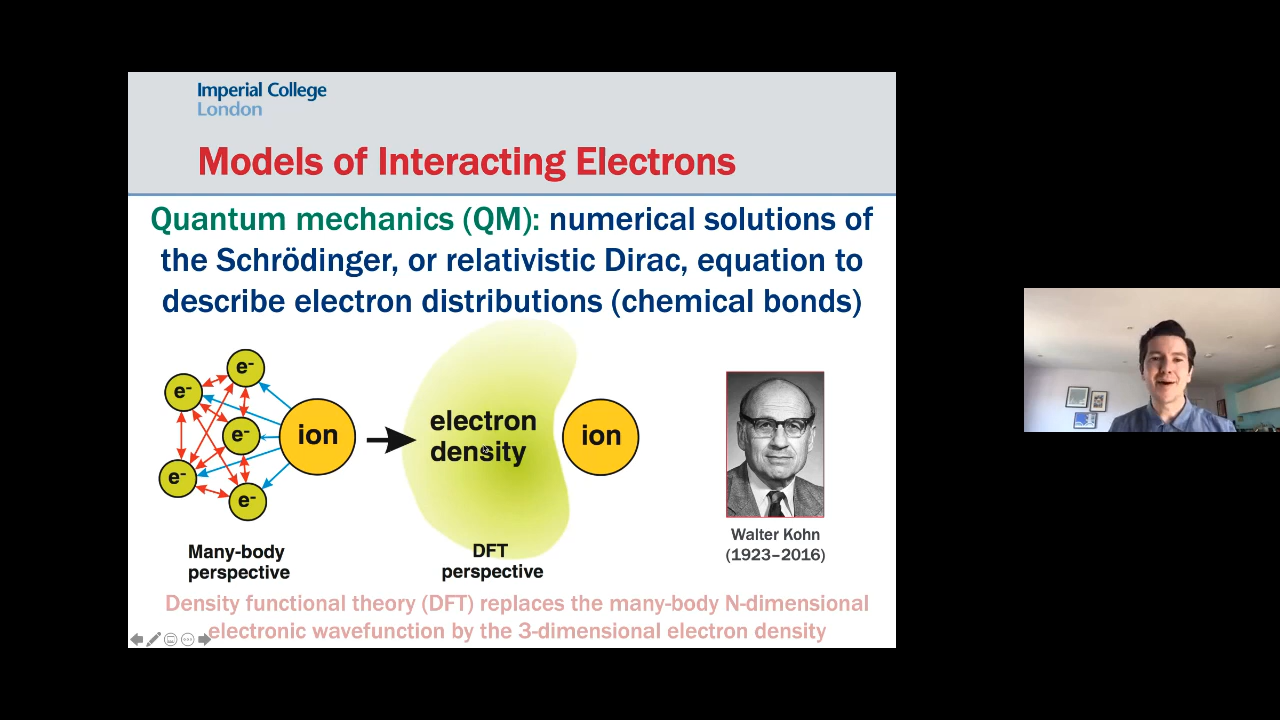 Imperial College
London
Models of Interacting Electrons
Quantum mechanics (QM): numerical solutions of
the Schrödinger, or relativistic Dirac, equation to
describe electron distributions (chemical bonds)
e-
e-
e-
e-
e-
ion
electron
density
ion
Many-body
perspective
DFT
perspective
Walter Kohn
(1923–2016)
Density functional theory (DFT) replaces the many-body N-dimensional
electronic wavefunction by the 3-dimensional electron density